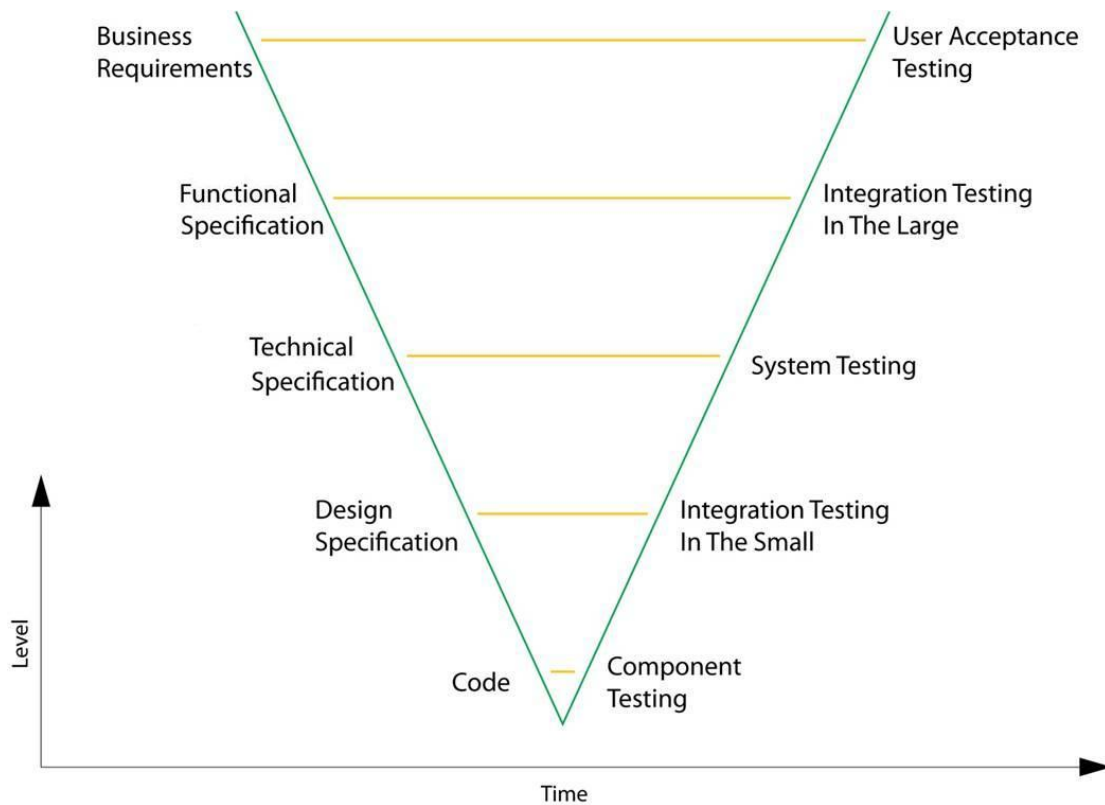 Business
Requirements
User Acceptance
Testing
Functional
Specification
Integration Testing
In The Large
Technical
Specification
System Testing
Design
Specification
Integration Testing
In The Small
Code
Component
Testing
Level
Time